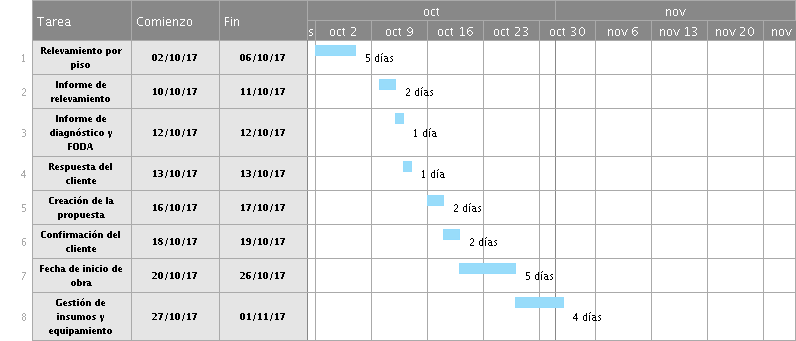 Tarea Comienzo Fin oct nov
s oct 2 oct 9 oct 16 oct 23 oct 30 nov 6 nov 13 nov 20 nov
1 Relevamiento por
piso 02/10/17 06/10/17 5 días
2 Informe de
relevamiento 10/10/17 11/10/17 2 días
3 Informe de
diagnóstico y
FODA 12/10/17 12/10/17 1 día
4 Respuesta del
cliente 13/10/17 13/10/17 1 día
5 Creación de la
propuesta 16/10/17 17/10/17 2 días
6 Confirmación del
cliente 18/10/17 19/10/17 2 días
7 Fecha de inicio de
obra 20/10/17 26/10/17 5 días
8 Gestión de
insumos y
equipamiento 27/10/17 01/11/17 4 días